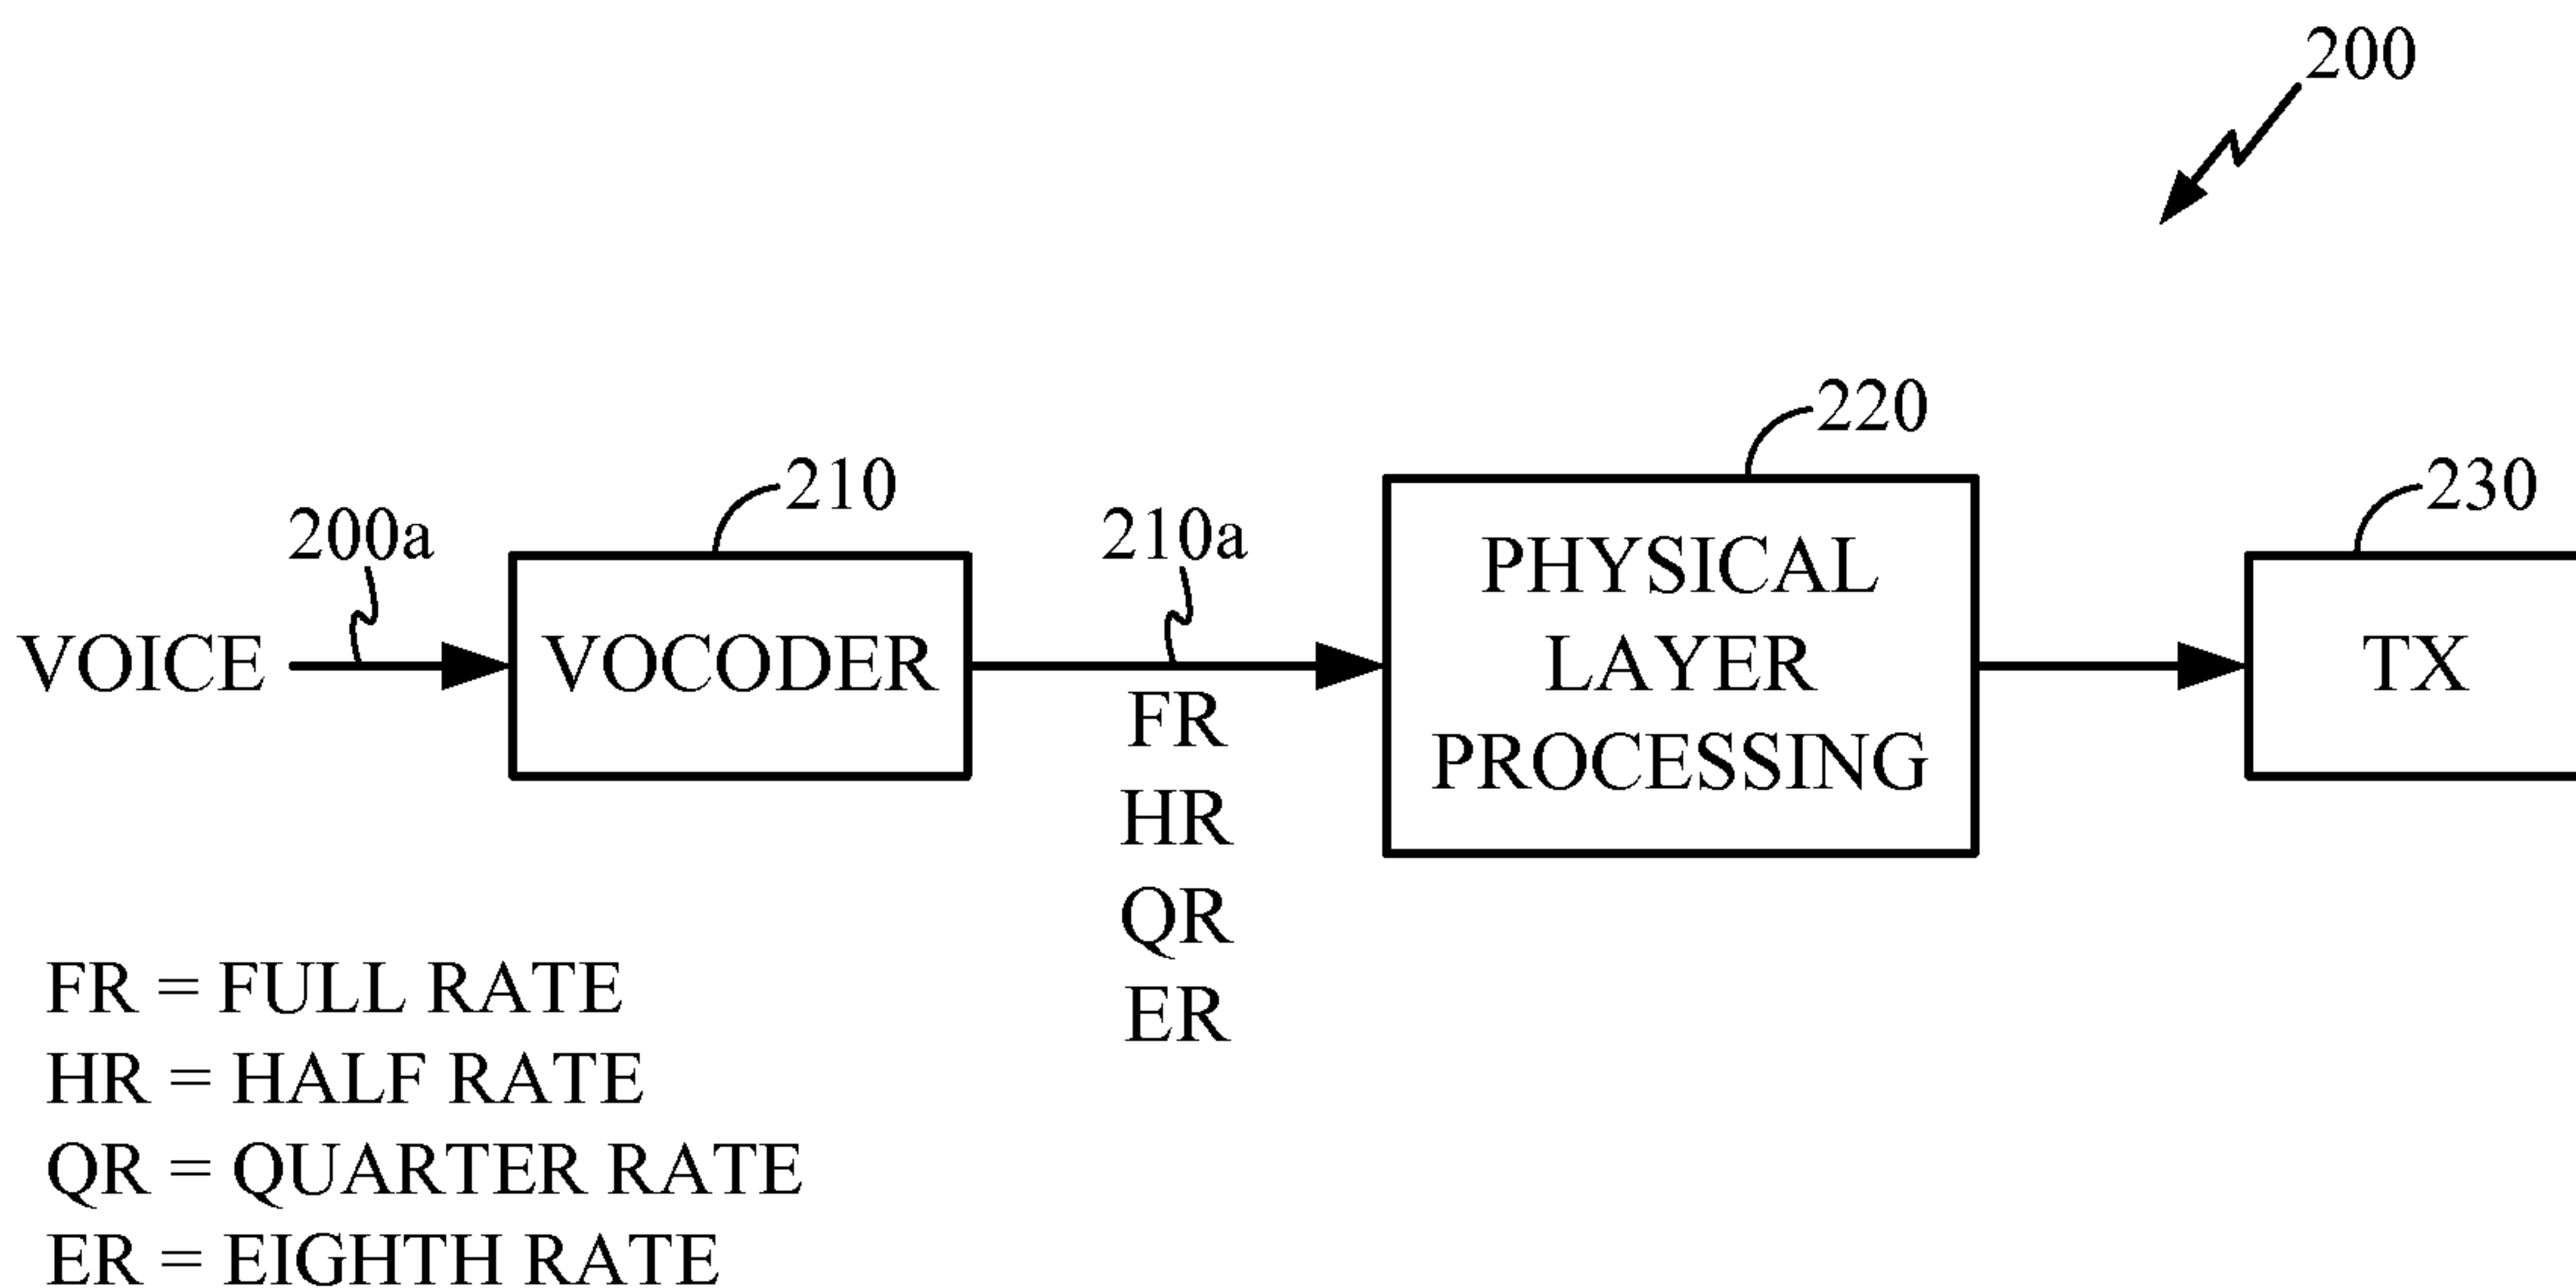 200
220
210
230
200a
210a
VOICE
VOCODER
PHYSICAL
LAYER
PROCESSING
TX
FR
HR
QR
ER
FR = FULL RATE
HR = HALF RATE
QR = QUARTER RATE
ER = EIGHTH RATE